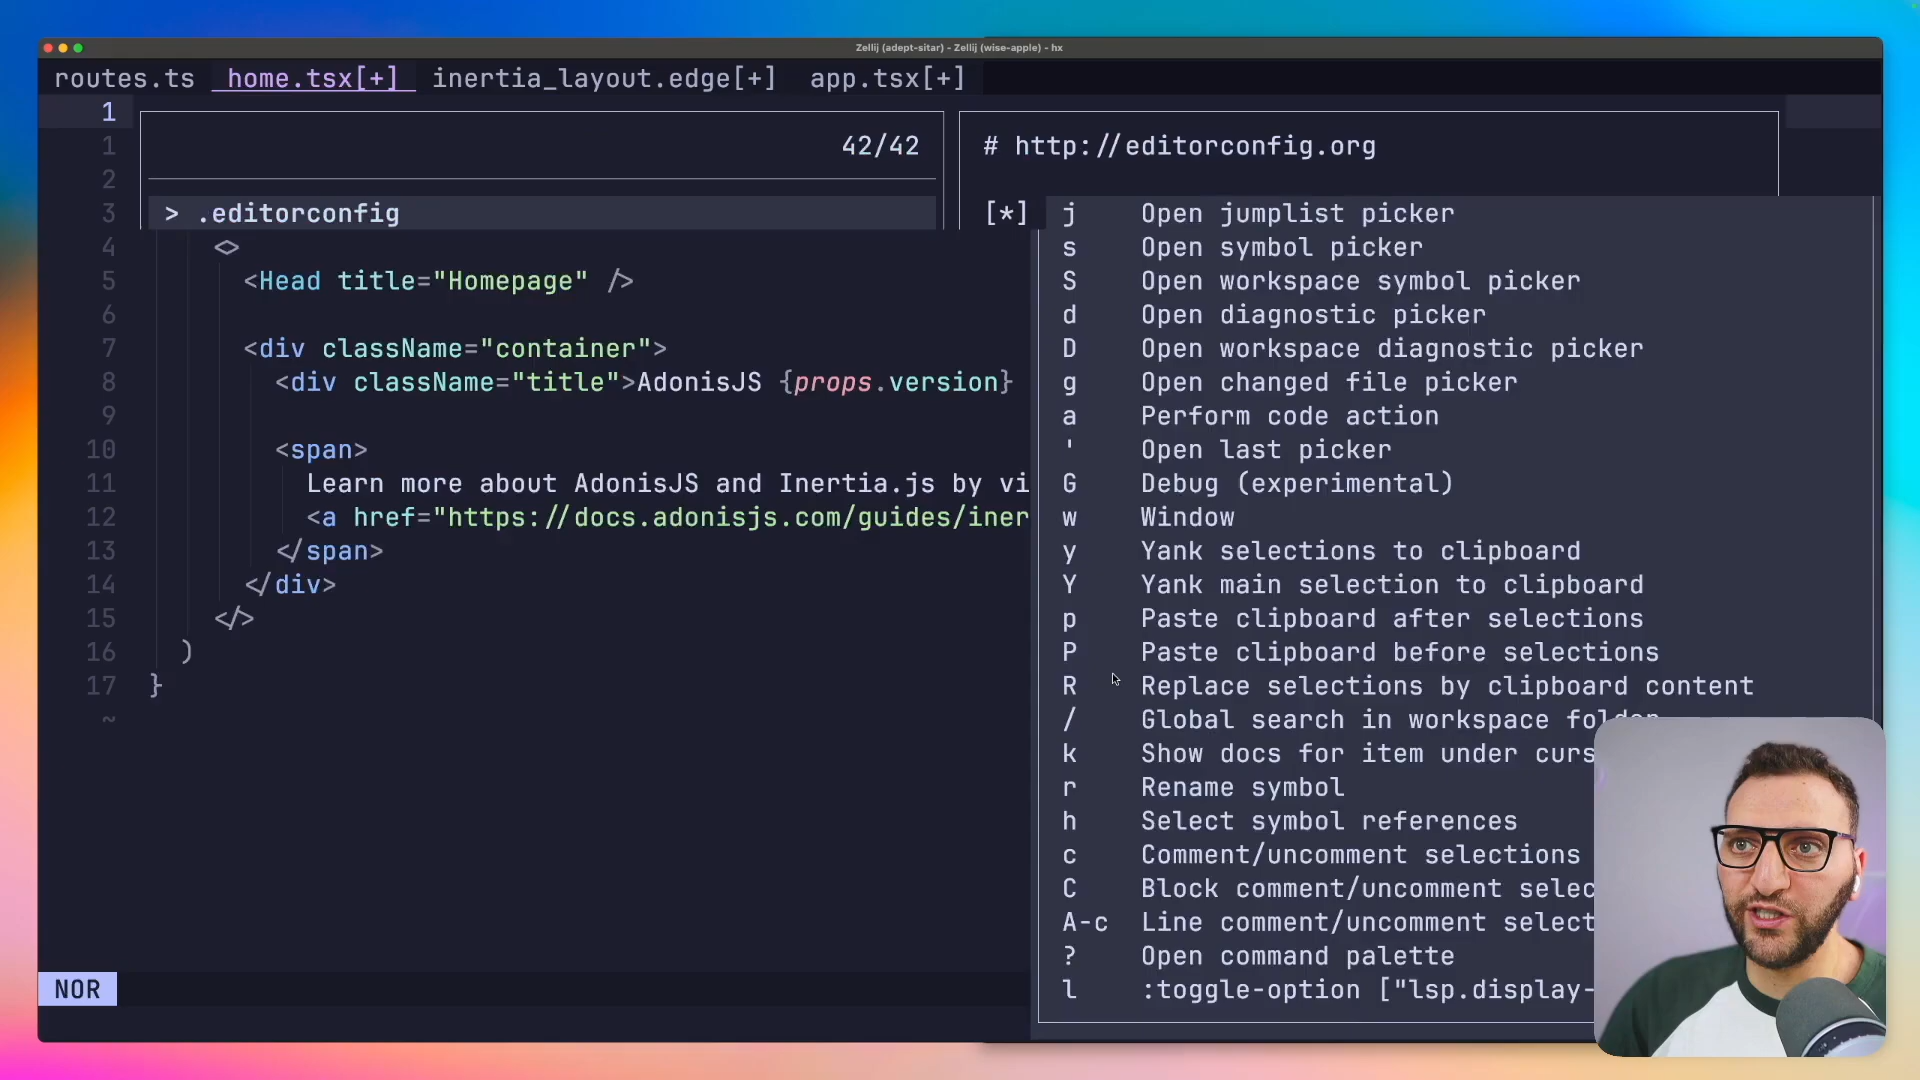 Zellij (adept-sitar) - Zellij (wise-apple) - hx
routes.ts home.tsx[+] inertia_layout.edge[+] app.tsx[+]
1
42/42
# http://editorconfig.org
1
2
3 > .editorconfig
[*]
4 <>
5 <Head title="Homepage" />
6
7 <div className="container">
8 <div className="title">AdonisJS {props.version}
9
10 <span>
11 Learn more about AdonisJS and Inertia.js by vi
12 <a href="https://docs.adonisjs.com/guides/iner
13 </span>
14 </div>
15 </>
16 )
17 }
~
j Open jumplist picker
s Open symbol picker
S Open workspace symbol picker
d Open diagnostic picker
D Open workspace diagnostic picker
g Open changed file picker
a Perform code action
' Open last picker
G Debug (experimental)
w Window
y Yank selections to clipboard
Y Yank main selection to clipboard
p Paste clipboard after selections
P Paste clipboard before selections
R Replace selections by clipboard content
/ Global search in workspace folder
k Show docs for item under curs
r Rename symbol
h Select symbol references
c Comment/uncomment selections
C Block comment/uncomment selec
A-c Line comment/uncomment select
? Open command palette
l :toggle-option ["lsp.display-
NOR